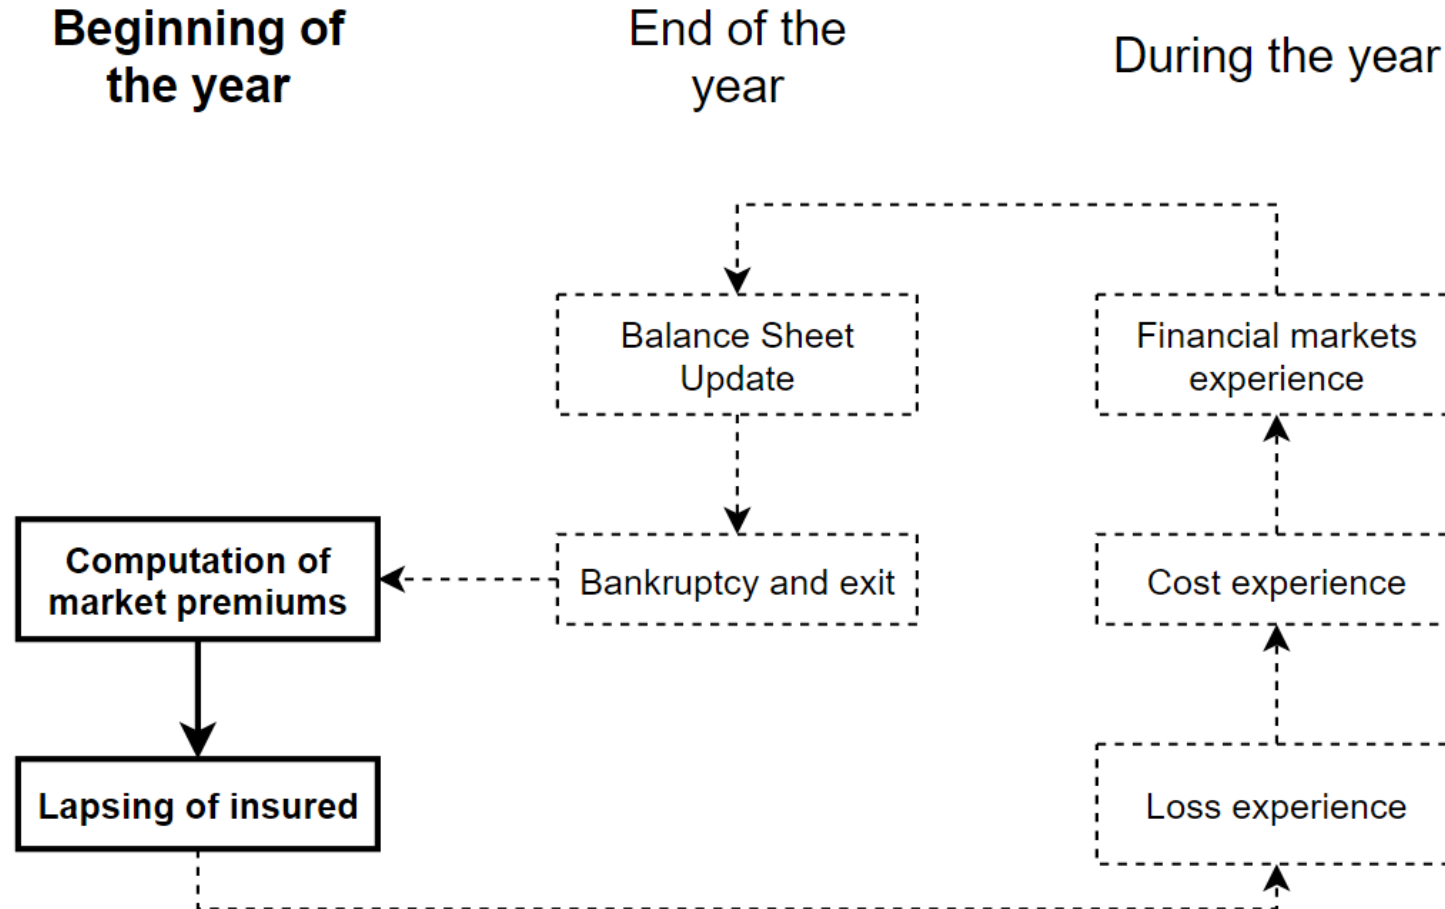 Beginning of
the year
End of the
year
During the year
Balance Sheet
Update
Financial markets
experience
Computation of
market premiums
Bankruptcy and exit
Cost experience
Lapsing of insured
Loss experience